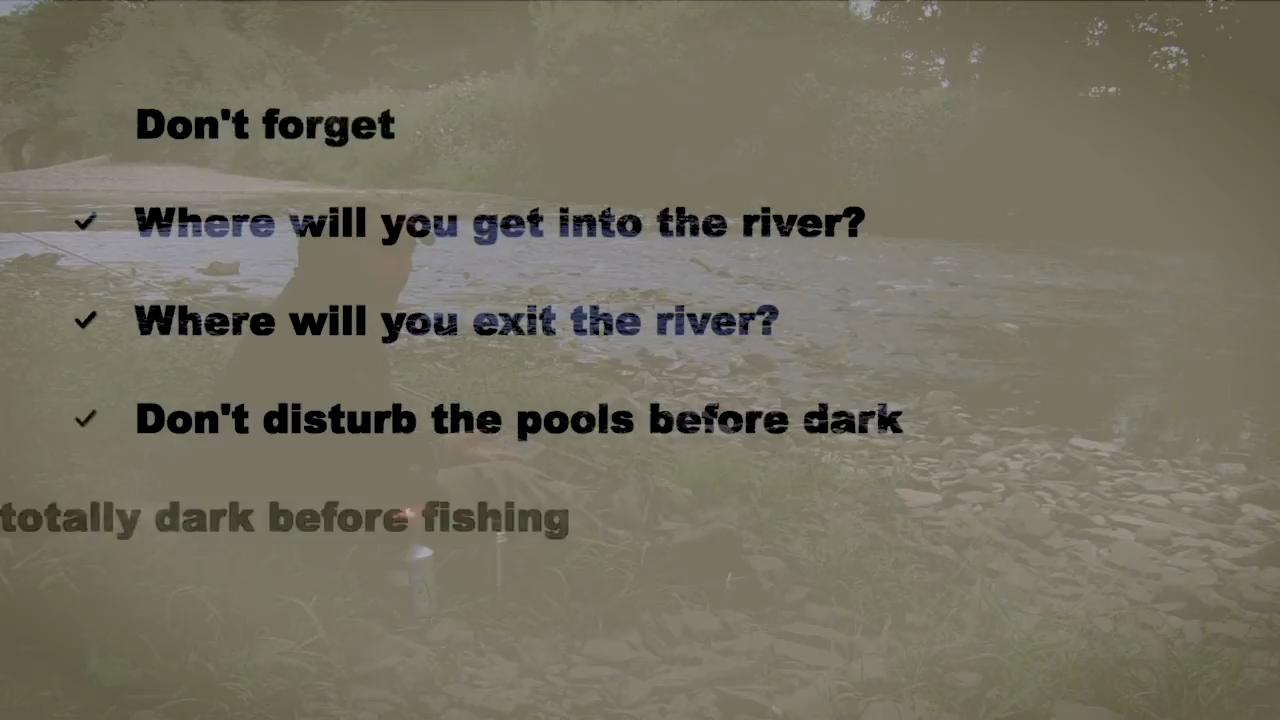 Don't forget
Where will you get into the river?
Where will you exit the river?
Don't disturb the pools before dark
totally dark before fishing